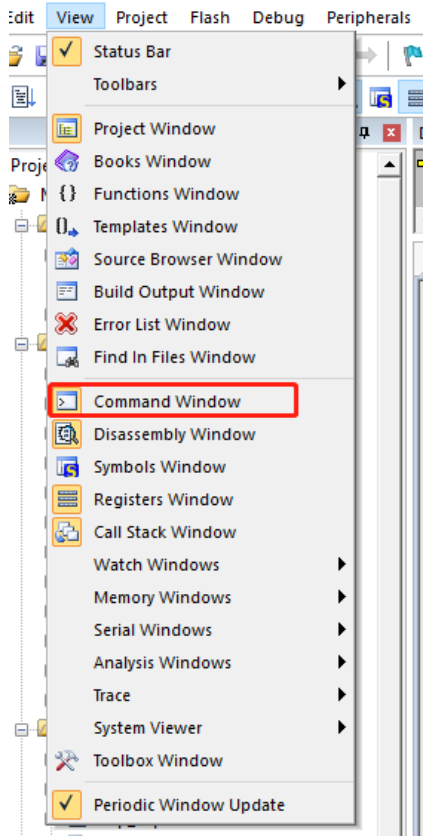 Edit View Project Flash Debug Peripherals
Status Bar
Toolbars
Project Window
Proje
Books Window
Functions Window
Templates Window
Source Browser Window
Build Output Window
Error List Window
Find In Files Window
Command Window
Disassembly Window
Symbols Window
Registers Window
Call Stack Window
Watch Windows
Memory Windows
Serial Windows
Analysis Windows
Trace
System Viewer
Toolbox Window
Periodic Window Update